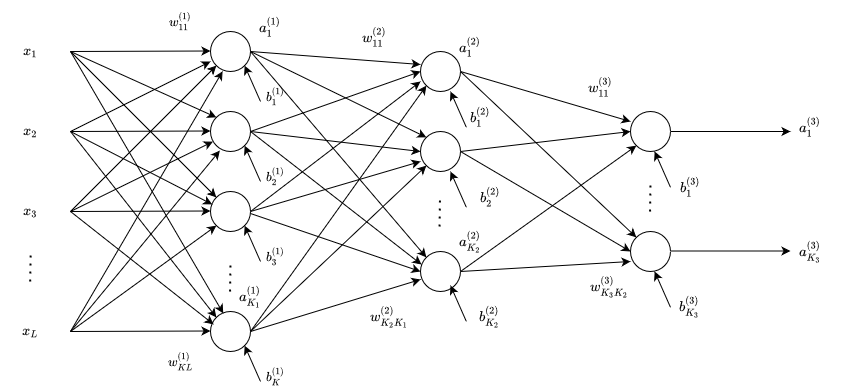 w_{11}^{(1)} a_1^{(1)}
w_{11}^{(2)} a_1^{(2)}
x_1
w_{11}^{(3)}
b_1^{(1)}
b_1^{(2)}
x_2
a_1^{(3)}
b_2^{(1)}
b_2^{(2)}
b_1^{(3)}
x_3
a_{K_2}^{(2)}
b_3^{(1)}
a_{K_3}^{(3)}
a_{K_1}^{(1)}
w_{K_3K_2}^{(3)}
b_{K_3}^{(3)}
w_{K_2K_1}^{(2)}
b_{K_2}^{(2)}
x_L
w_{KL}^{(1)}
b_K^{(1)}